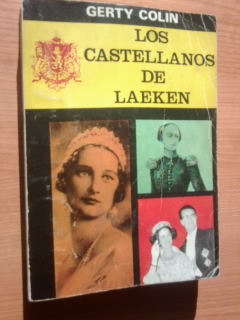 GERTY COLIN
LOS
CASTELLANOS
DE
LAEKEN